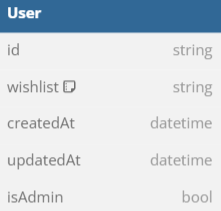 User
id string
wishlist string
createdAt datetime
updatedAt datetime
isAdmin bool